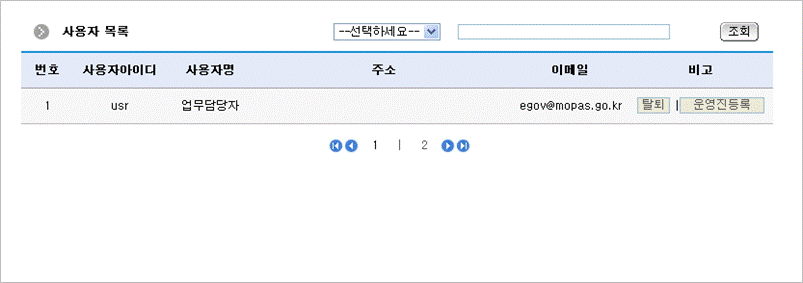 사용자 목록 --선택하세요-- 조회
번호 사용자아이디 사용자명 주소 이메일 비고
1 usr 업무담당자 egov@mopas.go.kr 탈퇴 | 운영진등록
1 | 2